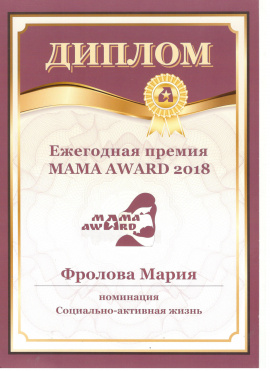 ДИПЛОМ
Ежегодная премия
MAMA AWARD 2018
MAMA
AWARD
Фролова Мария
номинация
Социально-активная жизнь